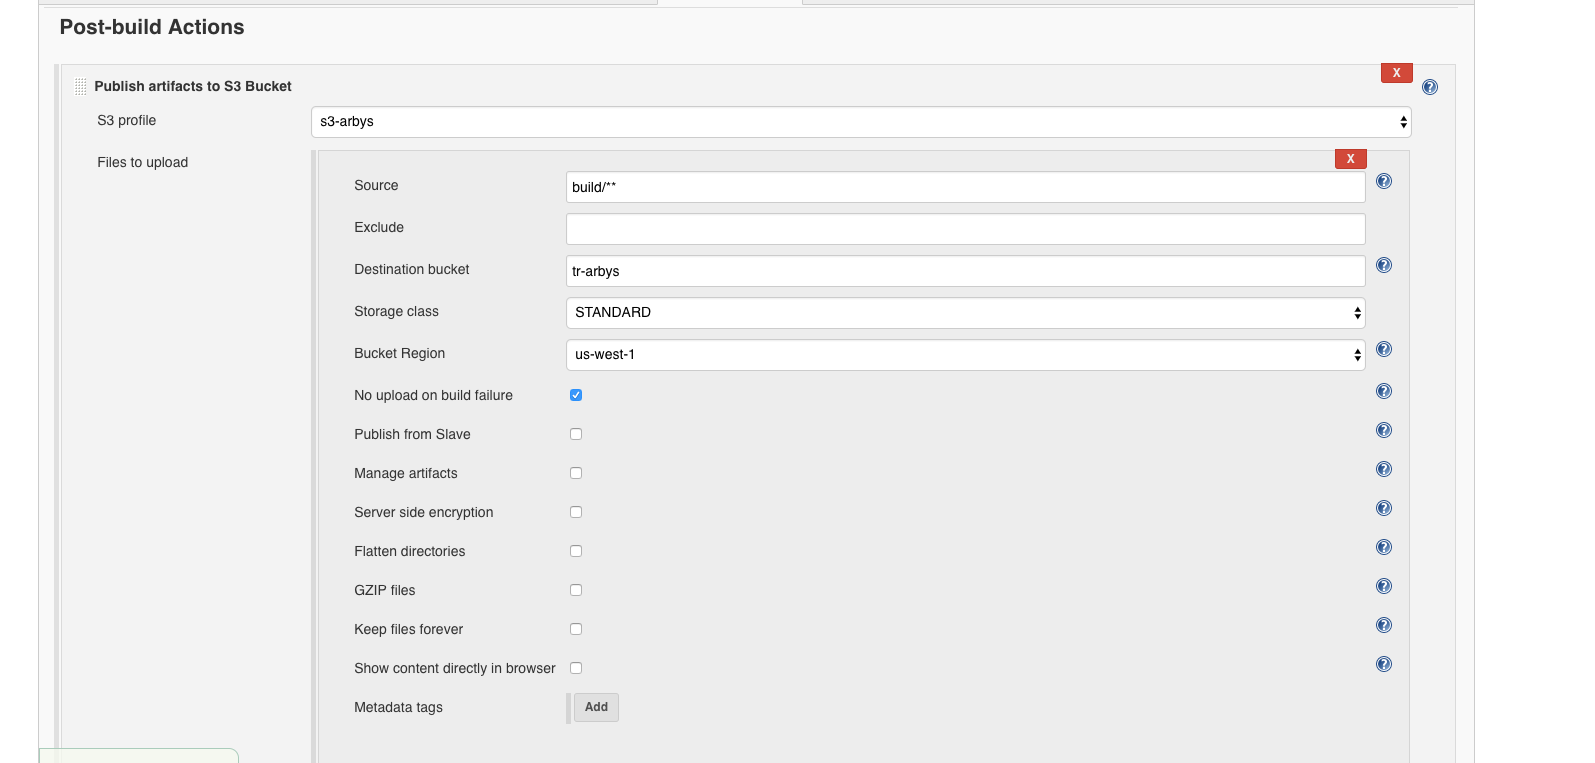 Post-build Actions
X
Publish artifacts to S3 Bucket
?
S3 profile
s3-arbys
Files to upload
X
Source
build/**
?
Exclude
Destination bucket
tr-arbys
?
Storage class
STANDARD
Bucket Region
us-west-1
?
No upload on build failure
?
Publish from Slave
?
Manage artifacts
?
Server side encryption
?
Flatten directories
?
GZIP files
?
Keep files forever
?
Show content directly in browser
?
Metadata tags
Add